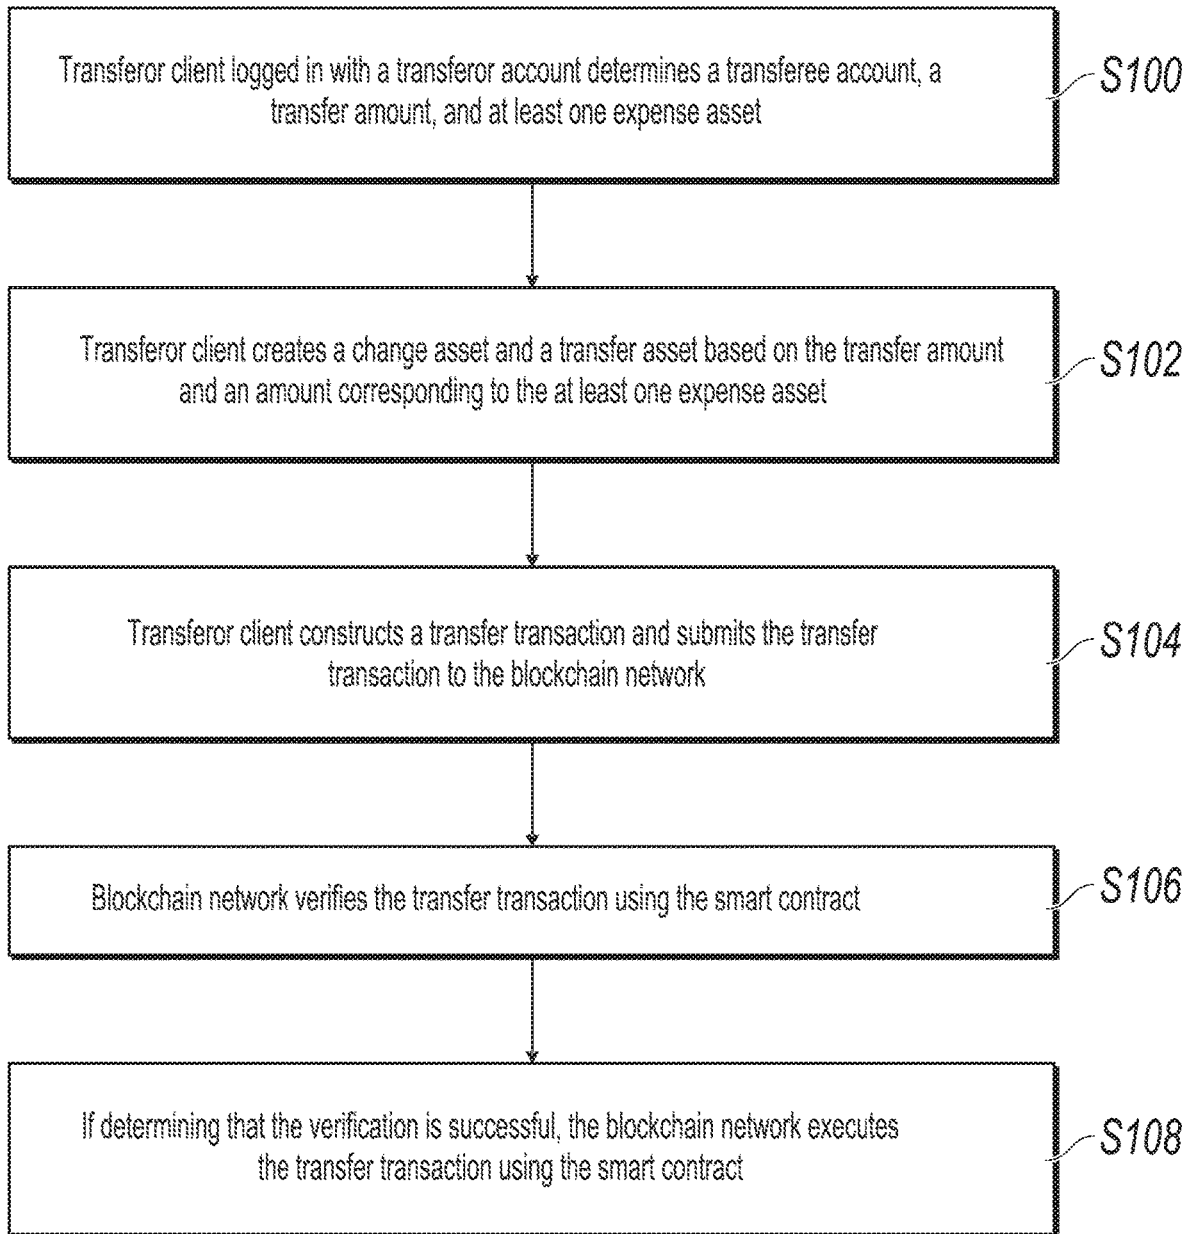 Transferor client logged in with a transferor account determines a transferee account, a
transfer amount, and at least one expense asset
S100
Transferor client creates a change asset and a transfer asset based on the transfer amount
and an amount corresponding to the at least one expense asset
S102
Transferor client constructs a transfer transaction and submits the transfer
transaction to the blockchain network
S104
Blockchain network verifies the transfer transaction using the smart contract
S106
If determining that the verification is successful, the blockchain network executes
the transfer transaction using the smart contract
S108